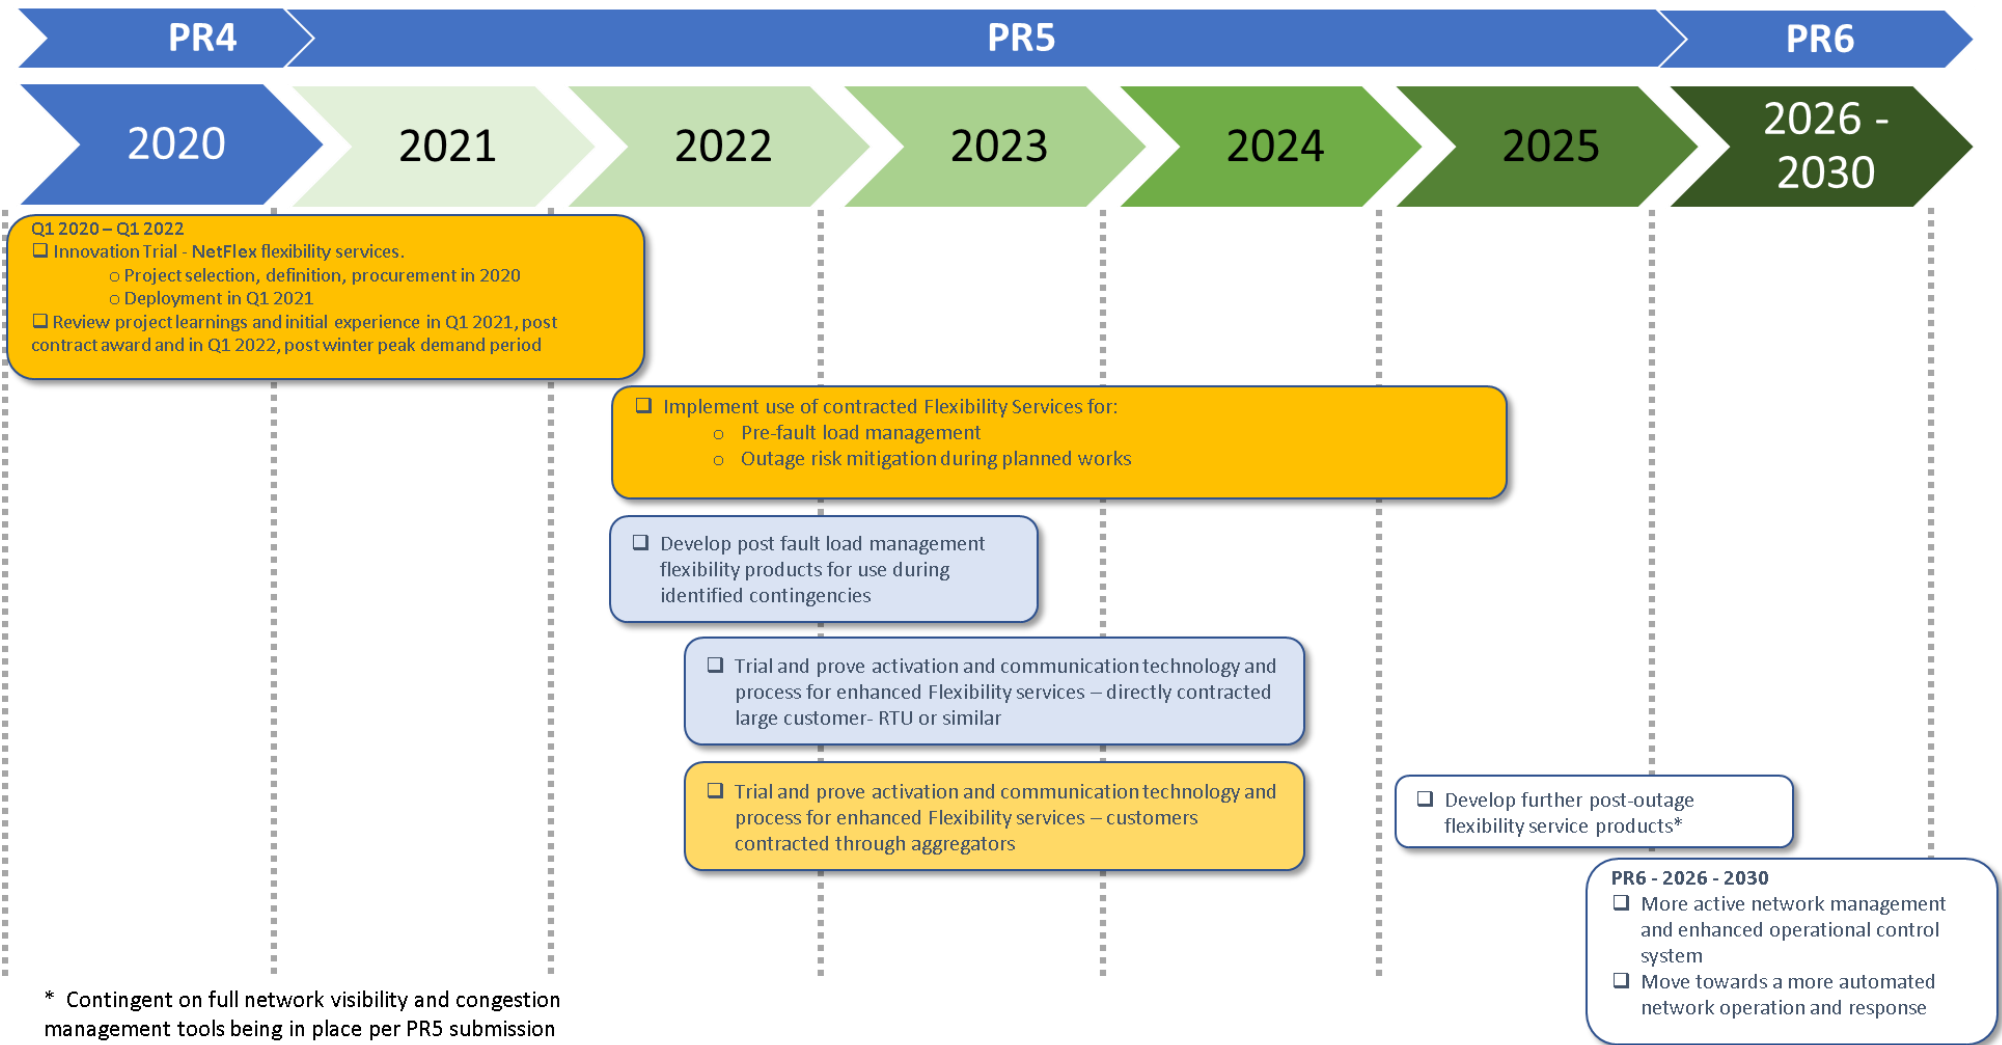 PR4
PR5
PR6
2020
2021
2022
2023
2024
2025
2026 -
2030
Q1 2020 – Q1 2022
❑ Innovation Trial - NetFlex flexibility services.
o Project selection, definition, procurement in 2020
o Deployment in Q1 2021
❑ Review project learnings and initial experience in Q1 2021, post
contract award and in Q1 2022, post winter peak demand period
❑ Implement use of contracted Flexibility Services for:
o Pre-fault load management
o Outage risk mitigation during planned works
❑ Develop post fault load management
flexibility products for use during
identified contingencies
❑ Trial and prove activation and communication technology and
process for enhanced Flexibility services – directly contracted
large customer- RTU or similar
❑ Trial and prove activation and communication technology and
process for enhanced Flexibility services – customers
contracted through aggregators
❑ Develop further post-outage
flexibility service products*
PR6 - 2026 - 2030
❑ More active network management
and enhanced operational control
system
❑ Move towards a more automated
network operation and response
* Contingent on full network visibility and congestion
management tools being in place per PR5 submission